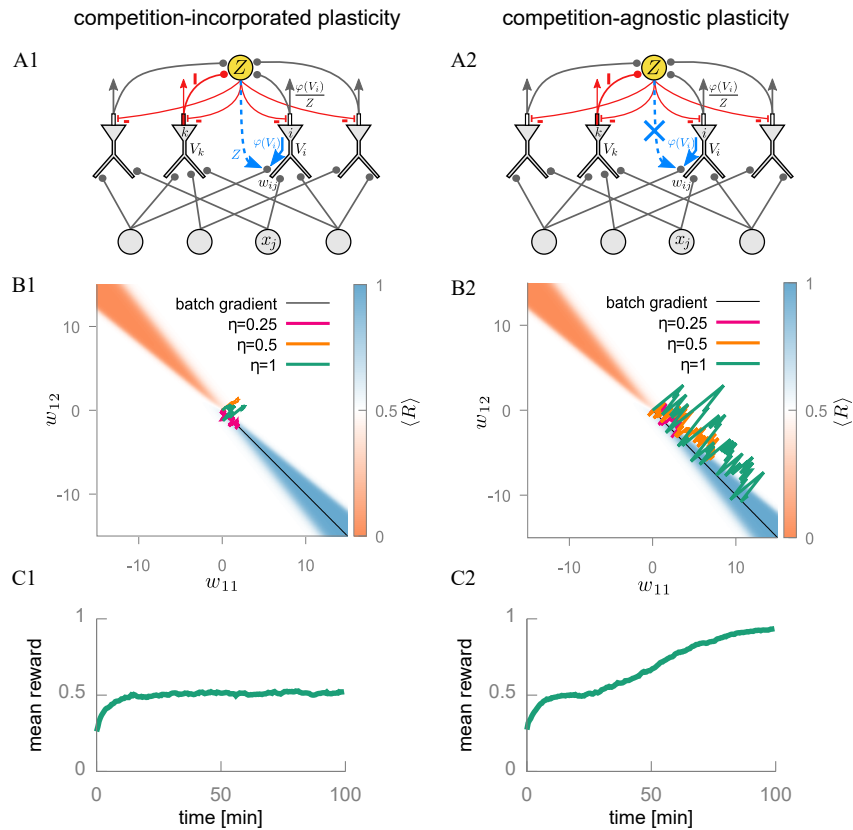 competition-incorporated plasticity
competition-agnostic plasticity
A1
Z
φ(V_i)
Z
k
V_k
i
V_i
φ(V_i)
Z
w_ij
x_j
A2
Z
φ(V_i)
Z
k
V_k
i
V_i
φ(V_i)
w_ij
x_j
B1
batch gradient
η=0.25
η=0.5
η=1
10
0
-10
w_12
-10
0
10
w_11
1
0.5
0
⟨R⟩
B2
batch gradient
η=0.25
η=0.5
η=1
10
0
-10
w_12
-10
0
10
w_11
1
0.5
0
⟨R⟩
C1
1
0.5
0
mean reward
0
50
100
time [min]
C2
1
0.5
0
mean reward
0
50
100
time [min]